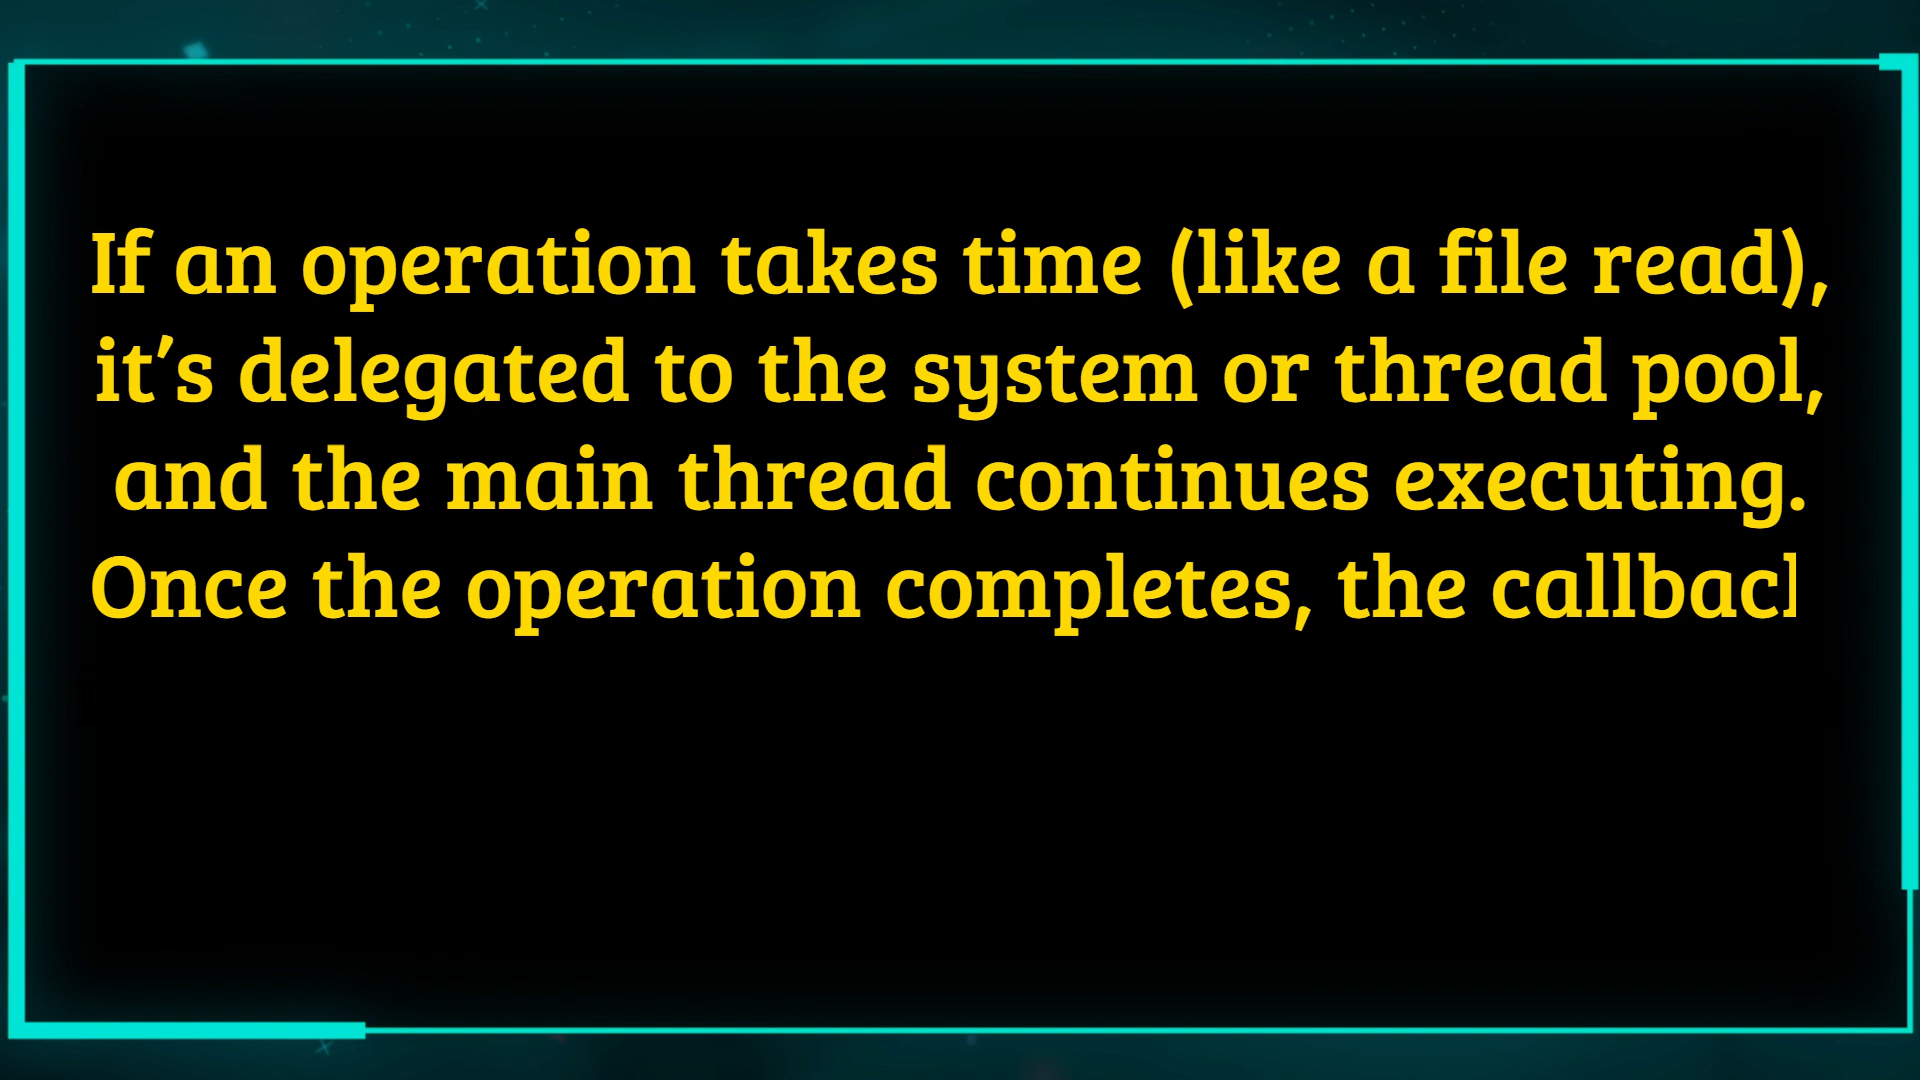 If an operation takes time (like a file read),
it’s delegated to the system or thread pool,
and the main thread continues executing.
Once the operation completes, the